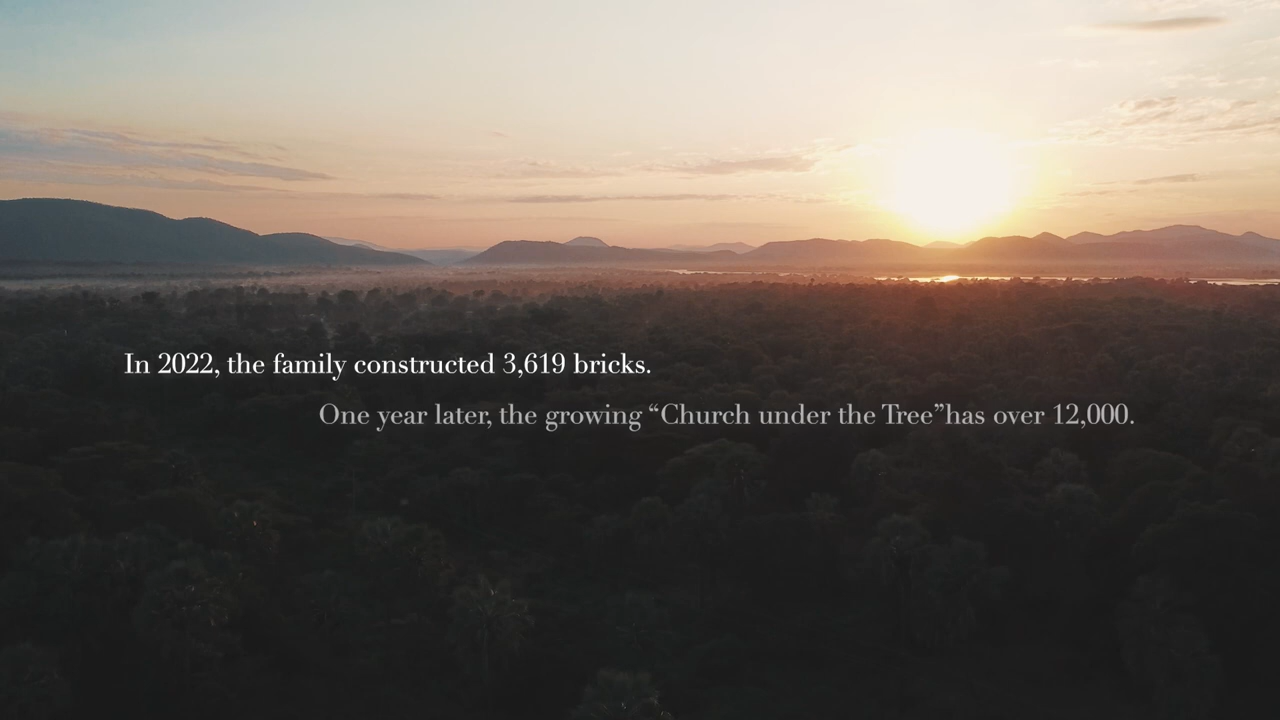 In 2022, the family constructed 3,619 bricks.
One year later, the growing “Church under the Tree”has over 12,000.